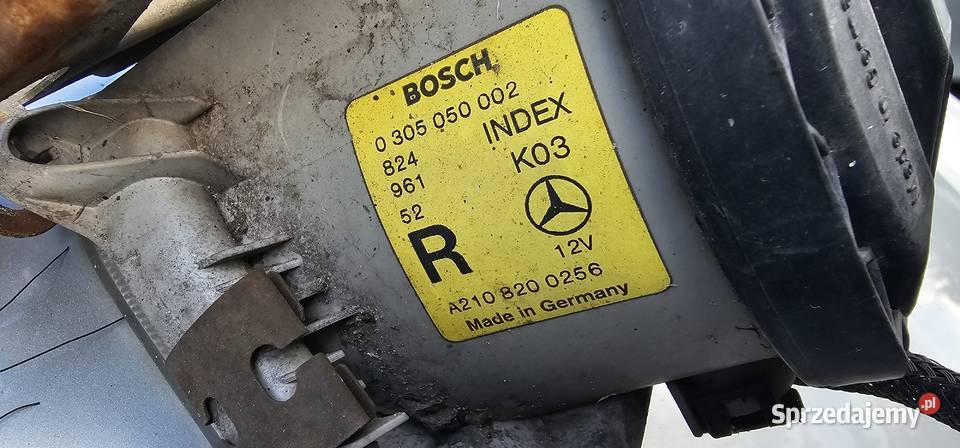 BOSCH
0 305 050 002
824 INDEX
961 K03
52
R 12V
A210 820 0256
Made in Germany
Sprzedajemy.pl